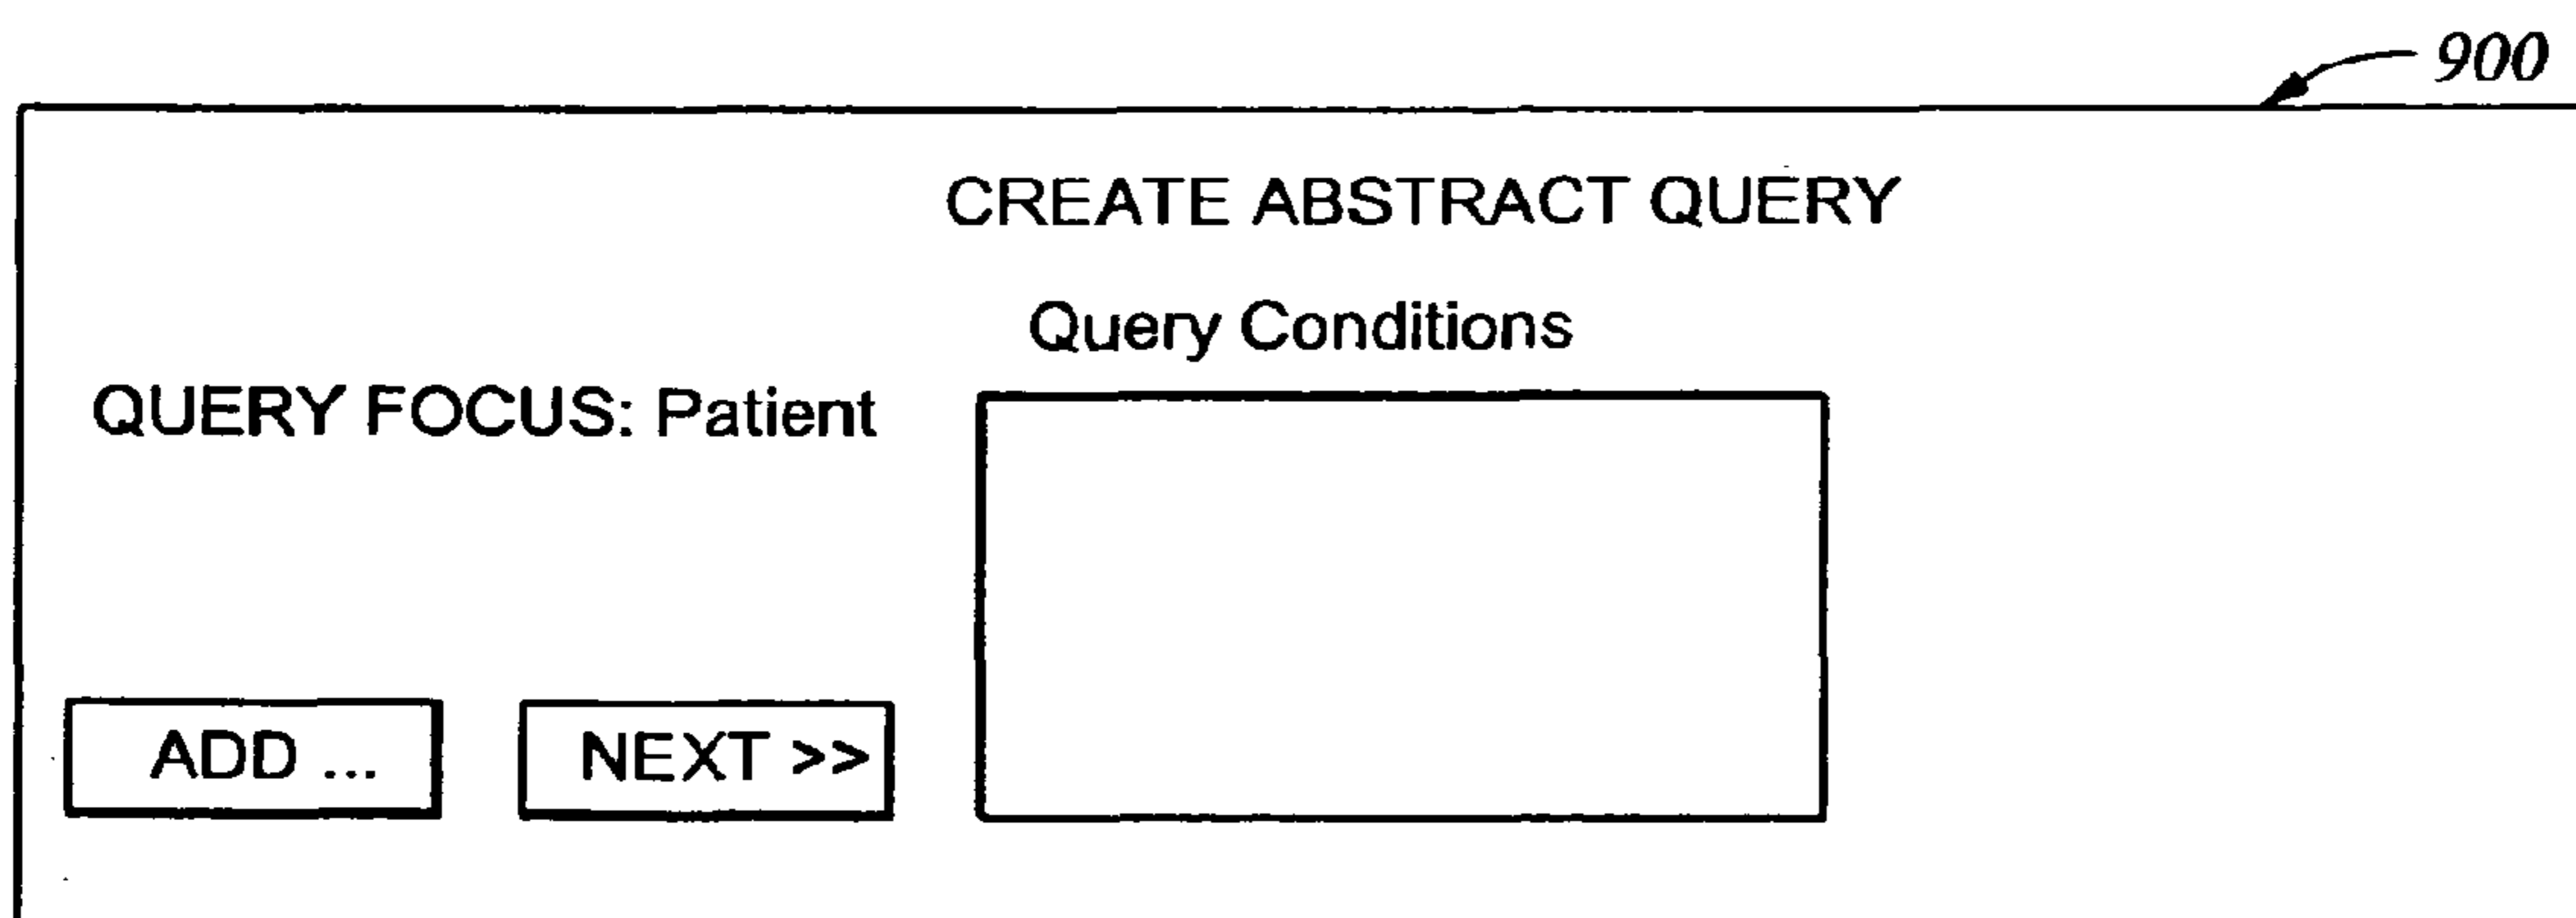 900
CREATE ABSTRACT QUERY
Query Conditions
QUERY FOCUS: Patient
ADD ...
NEXT >>